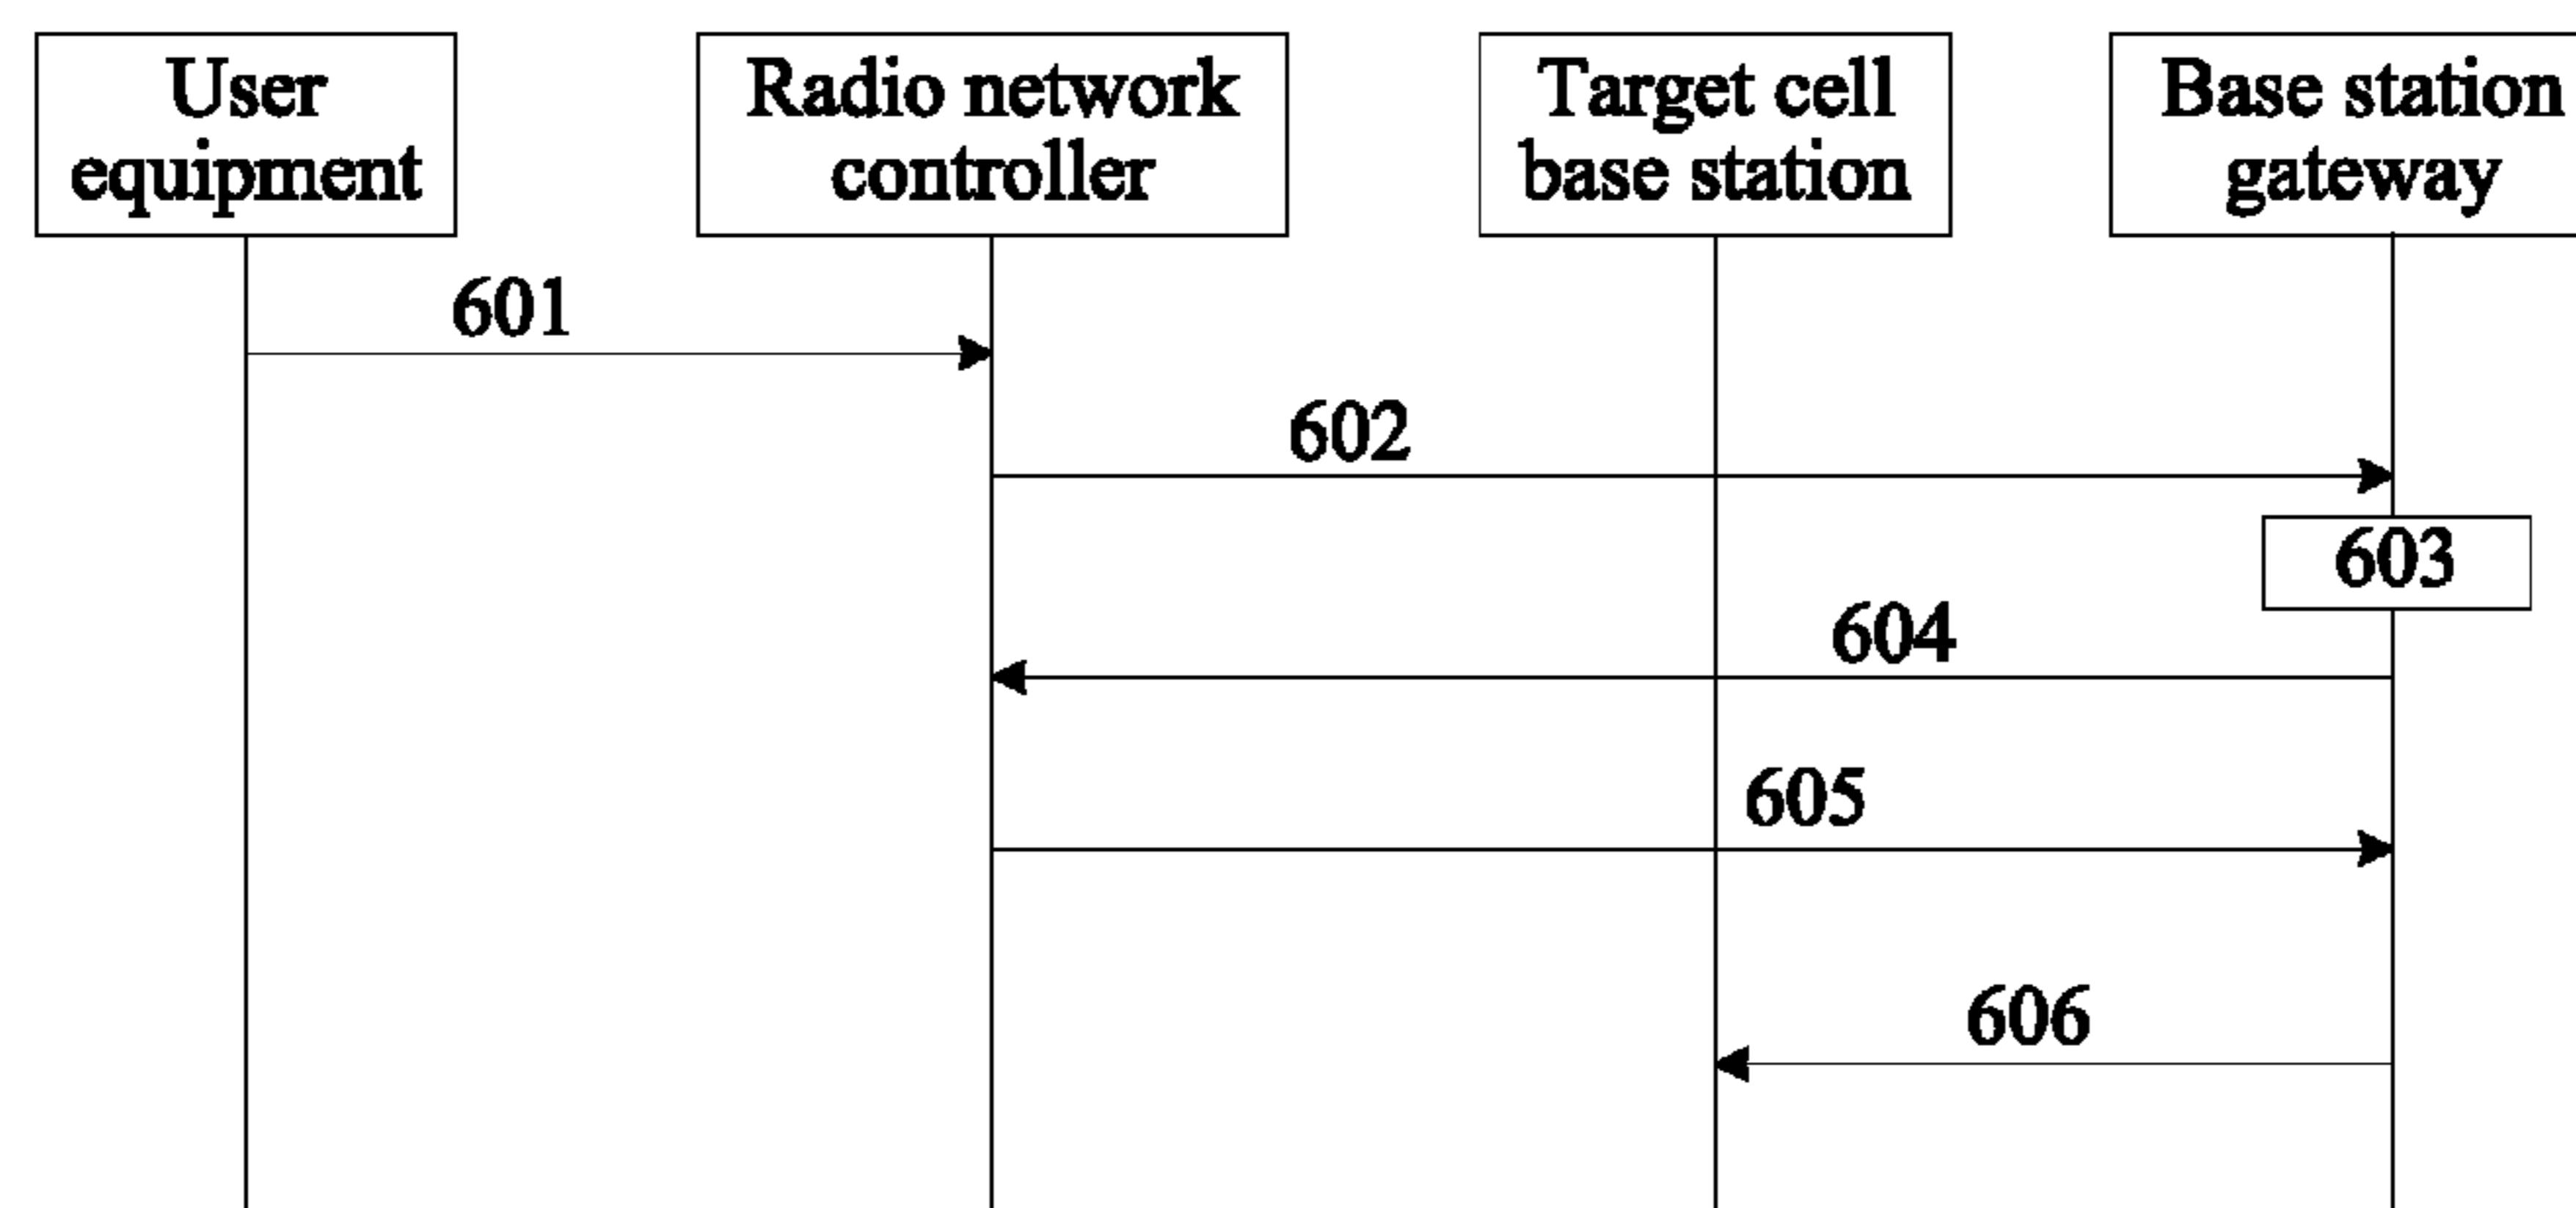 User
equipment
Radio network
controller
Target cell
base station
Base station
gateway
601
602
603
604
605
606